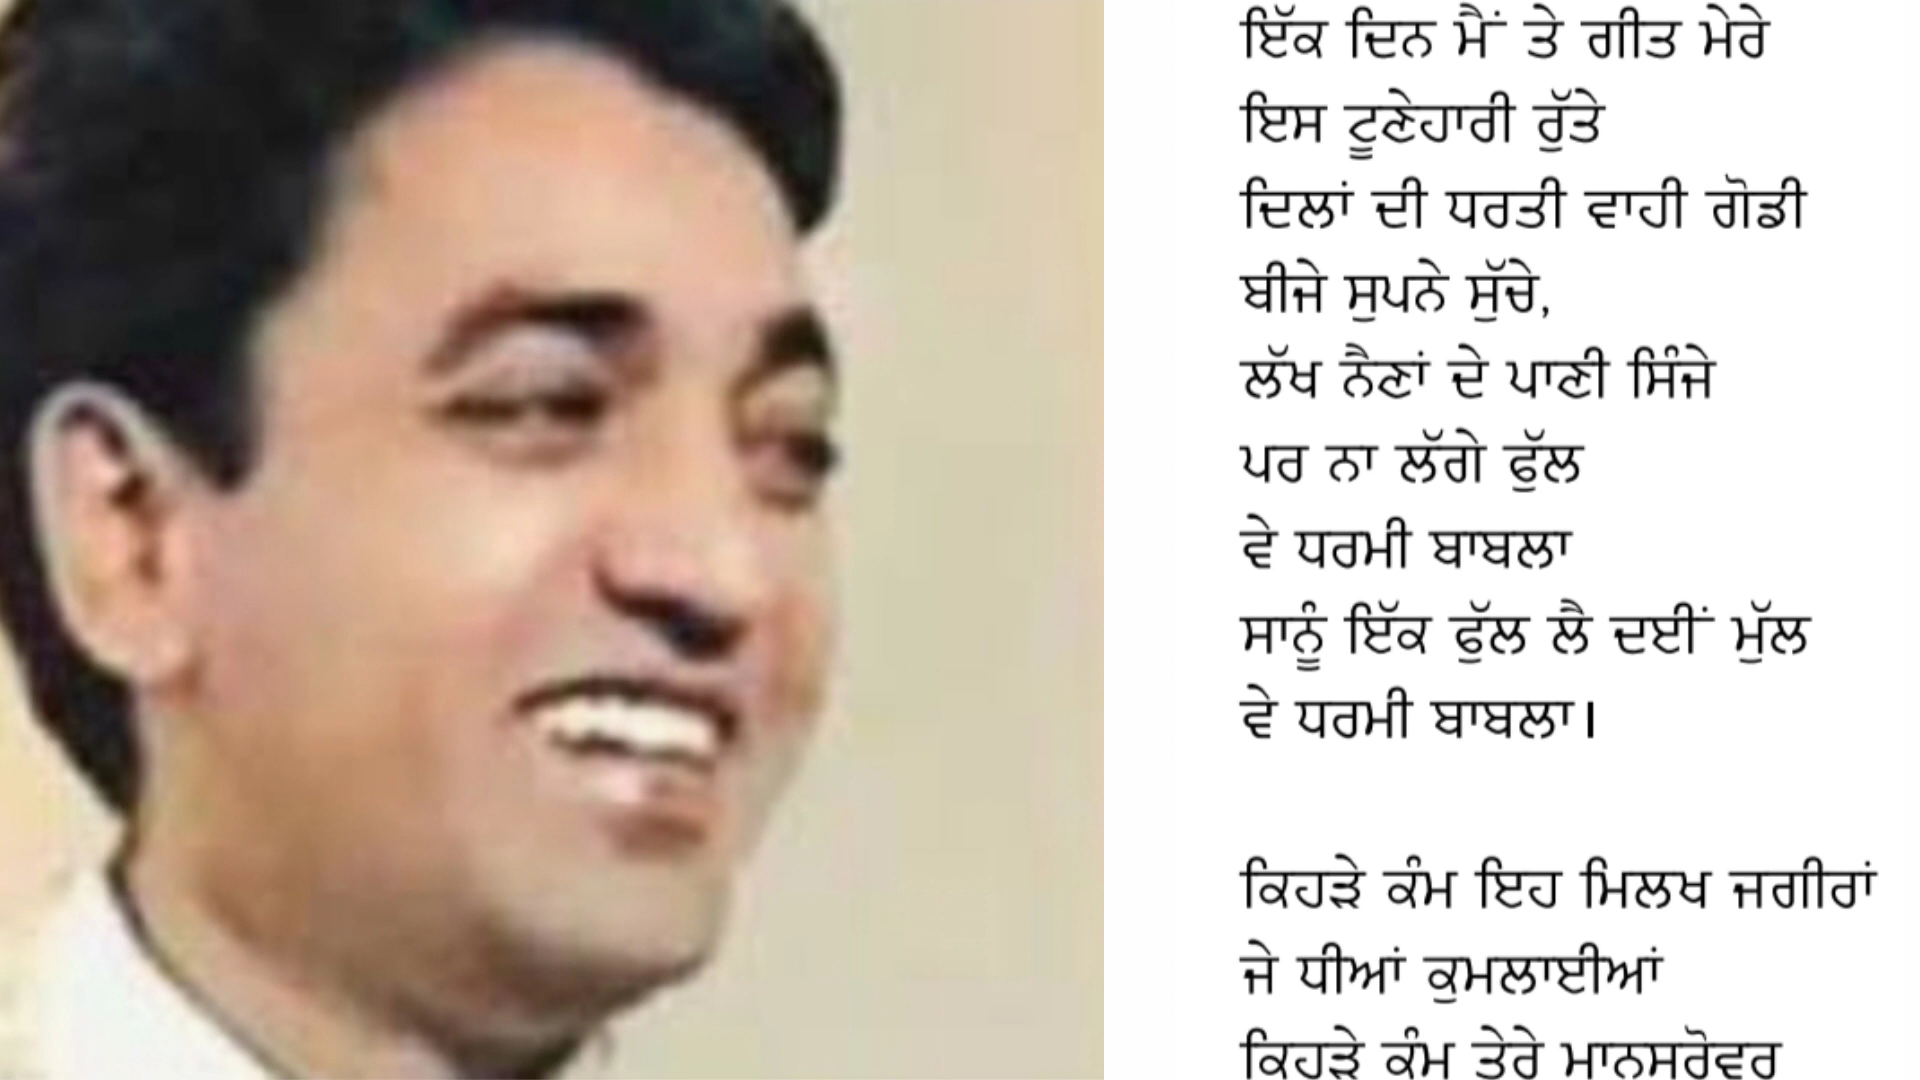 ਇੱਕ ਦਿਨ ਮੈਂ ਤੇ ਗੀਤ ਮੇਰੇ
ਇਸ ਟੂਣੇਹਾਰੀ ਰੁੱਤੇ
ਦਿਲਾਂ ਦੀ ਧਰਤੀ ਵਾਹੀ ਗੋਡੀ
ਬੀਜੇ ਸੁਪਨੇ ਸੁੱਚੇ,
ਲੱਖ ਨੈਣਾਂ ਦੇ ਪਾਣੀ ਸਿੰਜੇ
ਪਰ ਨਾ ਲੱਗੇ ਫੁੱਲ
ਵੇ ਧਰਮੀ ਬਾਬਲਾ
ਸਾਨੂੰ ਇੱਕ ਫੁੱਲ ਲੈ ਦਈਂ ਮੁੱਲ
ਵੇ ਧਰਮੀ ਬਾਬਲਾ।
ਕਿਹੜੇ ਕੰਮ ਇਹ ਮਿਲਖ ਜਗੀਰਾਂ
ਜੇ ਧੀਆਂ ਕੁਮਲਾਈਆਂ
ਕਿਹੜੇ ਕੰਮ ਤੇਰੇ ਮਾਨਸਰੋਵਰ